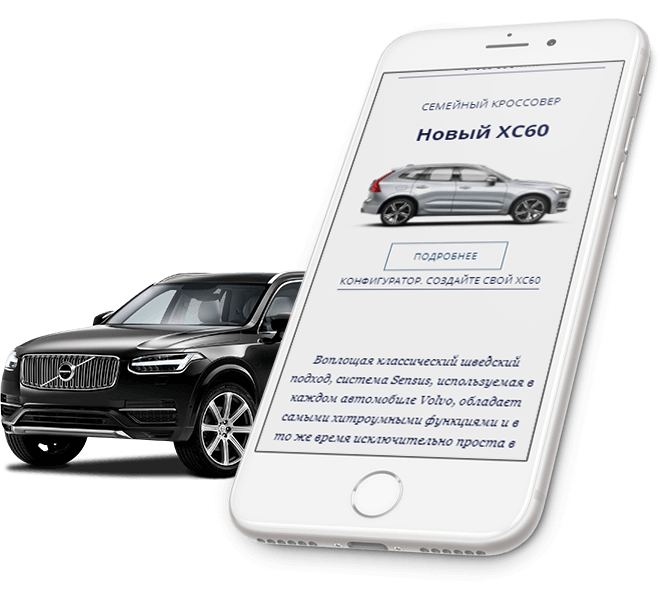 СЕМЕЙНЫЙ КРОССОВЕР
Новый XC60
ПОДРОБНЕЕ
КОНФИГУРАТОР. СОЗДАЙТЕ СВОЙ XC60
Воплощая классический шведский
подход, система Sensus, используемая в
каждом автомобиле Volvo, обладает
самыми хитроумными функциями и в
то же время исключительно проста в